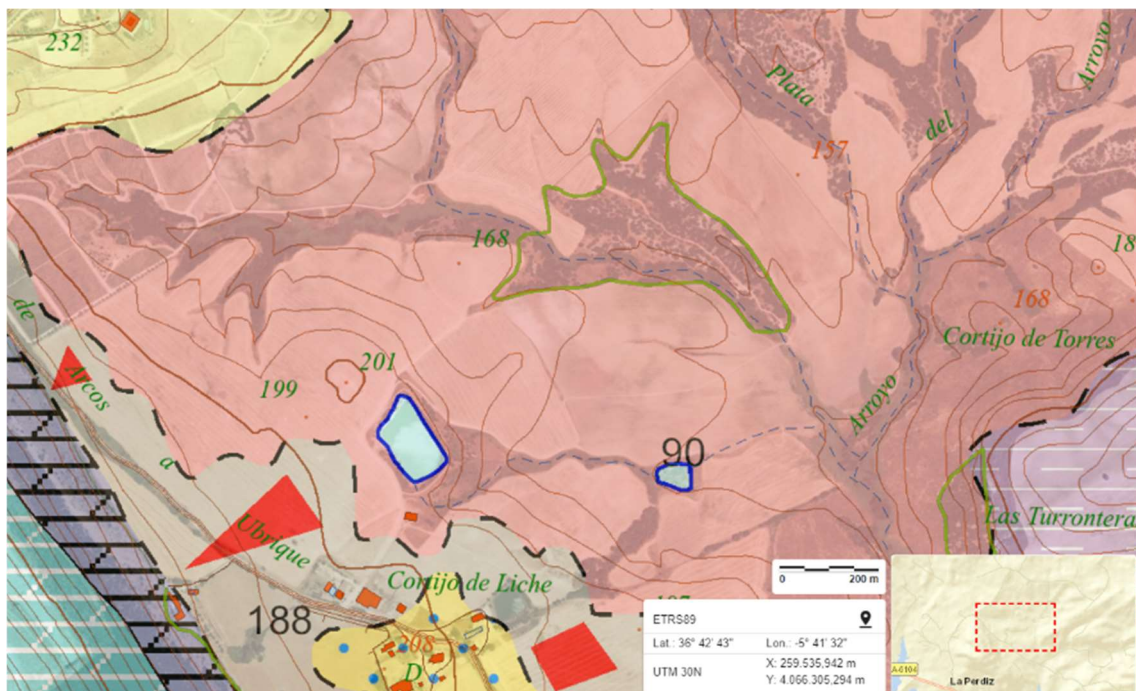 232
Plata
Arroyo
del
157
168
18
168
Cortijo de Torres
de
201
199
Arcos
Arroyo
a
90
Las Turrontera
Ubrique
Cortijo de Liche
188
208
D
0 200 m
ETRS89
Lat.: 36° 42' 43" Lon.: -5° 41' 32"
UTM 30N X: 259.535,942 m
Y: 4.066.305,294 m
A-6104
La Perdiz